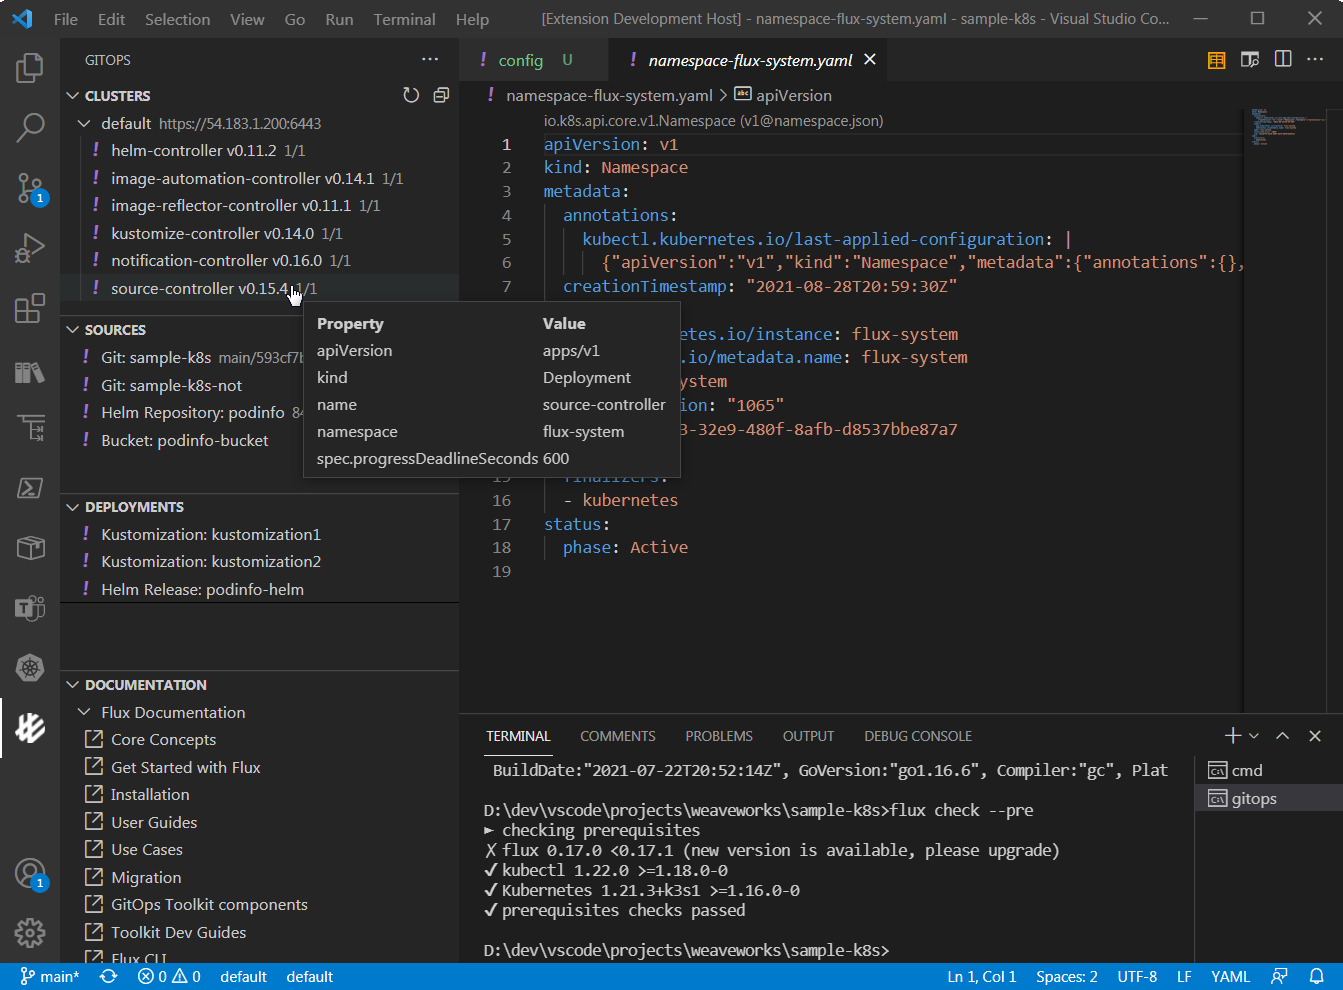 File Edit Selection View Go Run Terminal Help [Extension Development Host] - namespace-flux-system.yaml - sample-k8s - Visual Studio Co...
GITOPS
CLUSTERS
default https://54.183.1.200:6443
! helm-controller v0.11.2 1/1
! image-automation-controller v0.14.1 1/1
! image-reflector-controller v0.11.1 1/1
! kustomize-controller v0.14.0 1/1
! notification-controller v0.16.0 1/1
! source-controller v0.15.4 1/1
SOURCES
! Git: sample-k8s main/593cf7b
! Git: sample-k8s-not
! Helm Repository: podinfo 84
! Bucket: podinfo-bucket
DEPLOYMENTS
! Kustomization: kustomization1
! Kustomization: kustomization2
! Helm Release: podinfo-helm
DOCUMENTATION
Flux Documentation
Core Concepts
Get Started with Flux
Installation
User Guides
Use Cases
Migration
GitOps Toolkit components
Toolkit Dev Guides
Flux CLI
1
1
Property Value
apiVersion apps/v1
kind Deployment
name source-controller
namespace flux-system
spec.progressDeadlineSeconds 600
! config U
! namespace-flux-system.yaml
! namespace-flux-system.yaml > abc apiVersion
io.k8s.api.core.v1.Namespace (v1@namespace.json)
1 apiVersion: v1
2 kind: Namespace
3 metadata:
4 annotations:
5 kubectl.kubernetes.io/last-applied-configuration: |
6 {"apiVersion":"v1","kind":"Namespace","metadata":{"annotations":{},
7 creationTimestamp: "2021-08-28T20:59:30Z"
etes.io/instance: flux-system
.io/metadata.name: flux-system
ystem
ion: "1065"
3-32e9-480f-8afb-d8537bbe87a7
15 finalizers:
16 - kubernetes
17 status:
18 phase: Active
19
TERMINAL COMMENTS PROBLEMS OUTPUT DEBUG CONSOLE
BuildDate:"2021-07-22T20:52:14Z", GoVersion:"go1.16.6", Compiler:"gc", Plat
D:\dev\vscode\projects\weaveworks\sample-k8s>flux check --pre
► checking prerequisites
✗ flux 0.17.0 <0.17.1 (new version is available, please upgrade)
✔ kubectl 1.22.0 >=1.18.0-0
✔ Kubernetes 1.21.3+k3s1 >=1.16.0-0
✔ prerequisites checks passed
D:\dev\vscode\projects\weaveworks\sample-k8s>
cmd
gitops
main* 0 0 default default Ln 1, Col 1 Spaces: 2 UTF-8 LF YAML